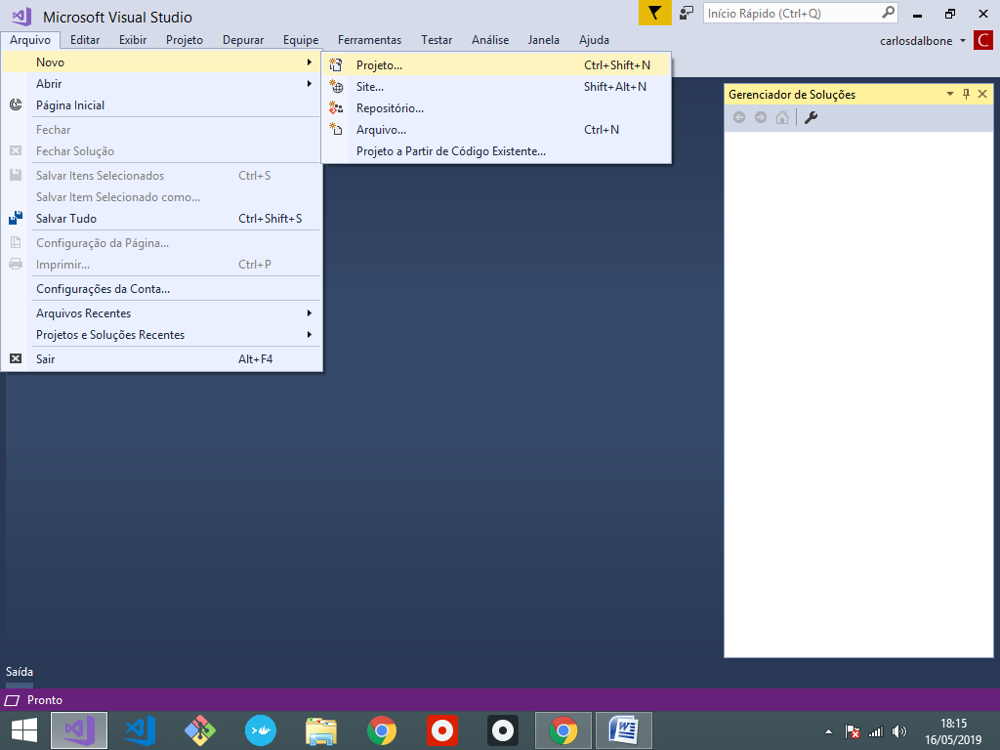 Microsoft Visual Studio
Início Rápido (Ctrl+Q)
Arquivo Editar Exibir Projeto Depurar Equipe Ferramentas Testar Análise Janela Ajuda carlosdalbone C
Novo
Abrir
Página Inicial
Fechar
Fechar Solução
Salvar Itens Selecionados Ctrl+S
Salvar Item Selecionado como...
Salvar Tudo Ctrl+Shift+S
Configuração da Página...
Imprimir... Ctrl+P
Configurações da Conta...
Arquivos Recentes
Projetos e Soluções Recentes
Sair Alt+F4
Projeto... Ctrl+Shift+N
Site... Shift+Alt+N
Repositório...
Arquivo... Ctrl+N
Projeto a Partir de Código Existente...
Gerenciador de Soluções
Saída
Pronto
18:15
16/05/2019